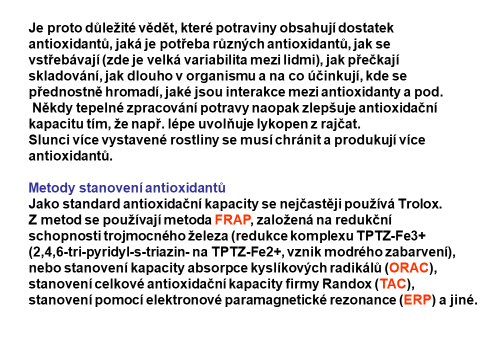 Je proto důležité vědět, které potraviny obsahují dostatek
antioxidantů, jaká je potřeba různých antioxidantů, jak se
vstřebávají (zde je velká variabilita mezi lidmi), jak přečkají
skladování, jak dlouho v organismu a na co účinkují, kde se
přednostně hromadí, jaké jsou interakce mezi antioxidanty a pod.
Někdy tepelné zpracování potravy naopak zlepšuje antioxidační
kapacitu tím, že např. lépe uvolňuje lykopen z rajčat.
Slunci více vystavené rostliny se musí chránit a produkují více
antioxidantů.
Metody stanovení antioxidantů
Jako standard antioxidační kapacity se nejčastěji používá Trolox.
Z metod se používají metoda FRAP, založená na redukční
schopnosti trojmocného železa (redukce komplexu TPTZ-Fe3+
(2,4,6-tri-pyridyl-s-triazin- na TPTZ-Fe2+, vznik modrého zabarvení),
nebo stanovení kapacity absorpce kyslíkových radikálů (ORAC),
stanovení celkové antioxidační kapacity firmy Randox (TAC),
stanovení pomocí elektronové paramagnetické rezonance (ERP) a jiné.